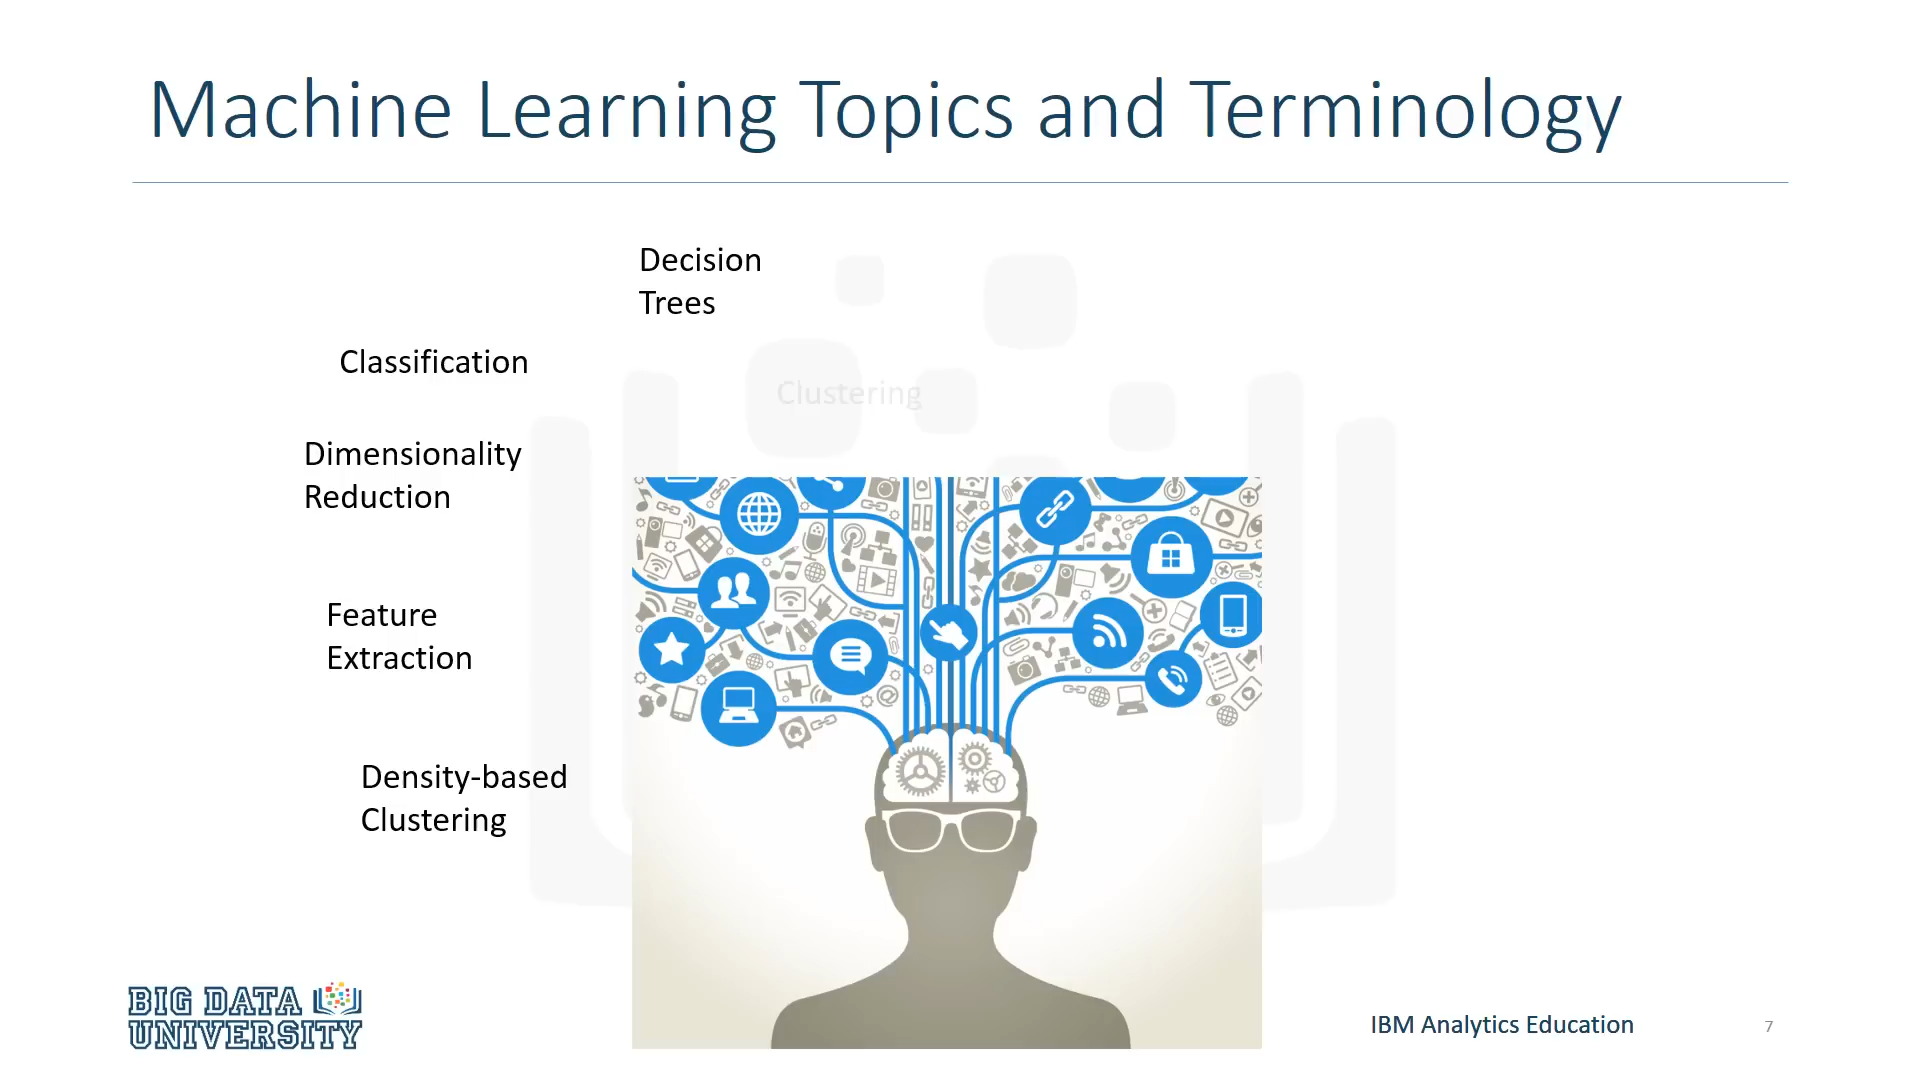 Machine Learning Topics and Terminology
Decision
Trees
Classification
Clustering
Dimensionality
Reduction
Feature
Extraction
Density-based
Clustering
BIG DATA
UNIVERSITY
IBM Analytics Education
7